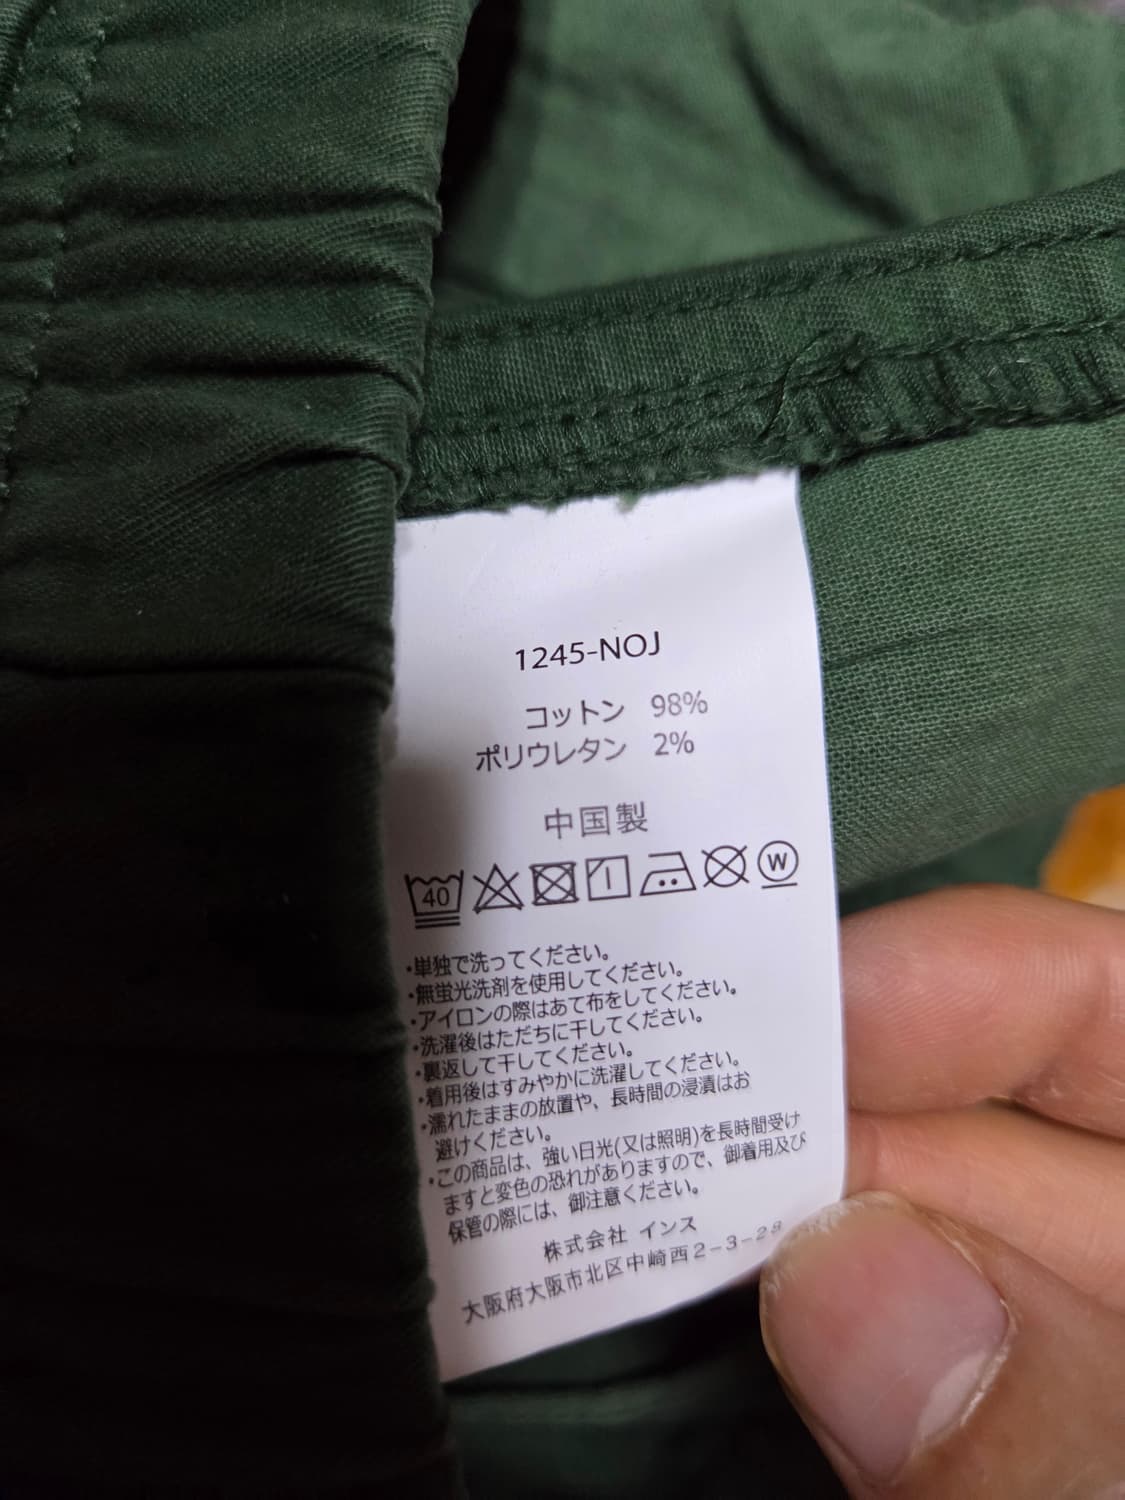 1245-NOJ
コットン 98%
ポリウレタン 2%
中国製
40 W
・単独で洗ってください。
・無蛍光洗剤を使用してください。
・アイロンの際はあて布をしてください。
・洗濯後はただちに干してください。
・裏返して干してください。
・着用後はすみやかに洗濯してください。
・濡れたままの放置や、長時間の浸漬はお
避けください。
・この商品は、強い日光(又は照明)を長時間受け
ますと変色の恐れがありますので、御着用及び
保管の際には、御注意ください。
株式会社 インス
大阪府大阪市北区中崎西2-3-28